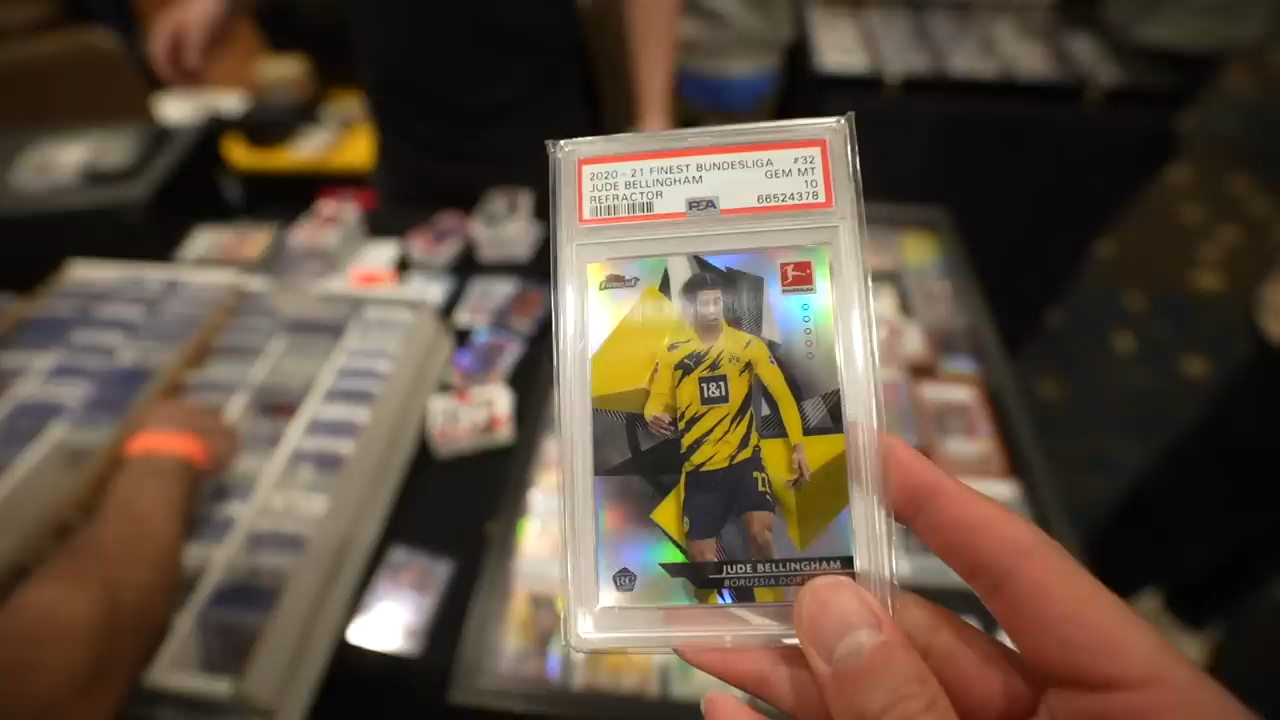 2020-21 FINEST BUNDESLIGA #32
JUDE BELLINGHAM GEM MT
REFRACTOR 10
PSA 66524378
Finest
1&1
22
RC
JUDE BELLINGHAM
BORUSSIA